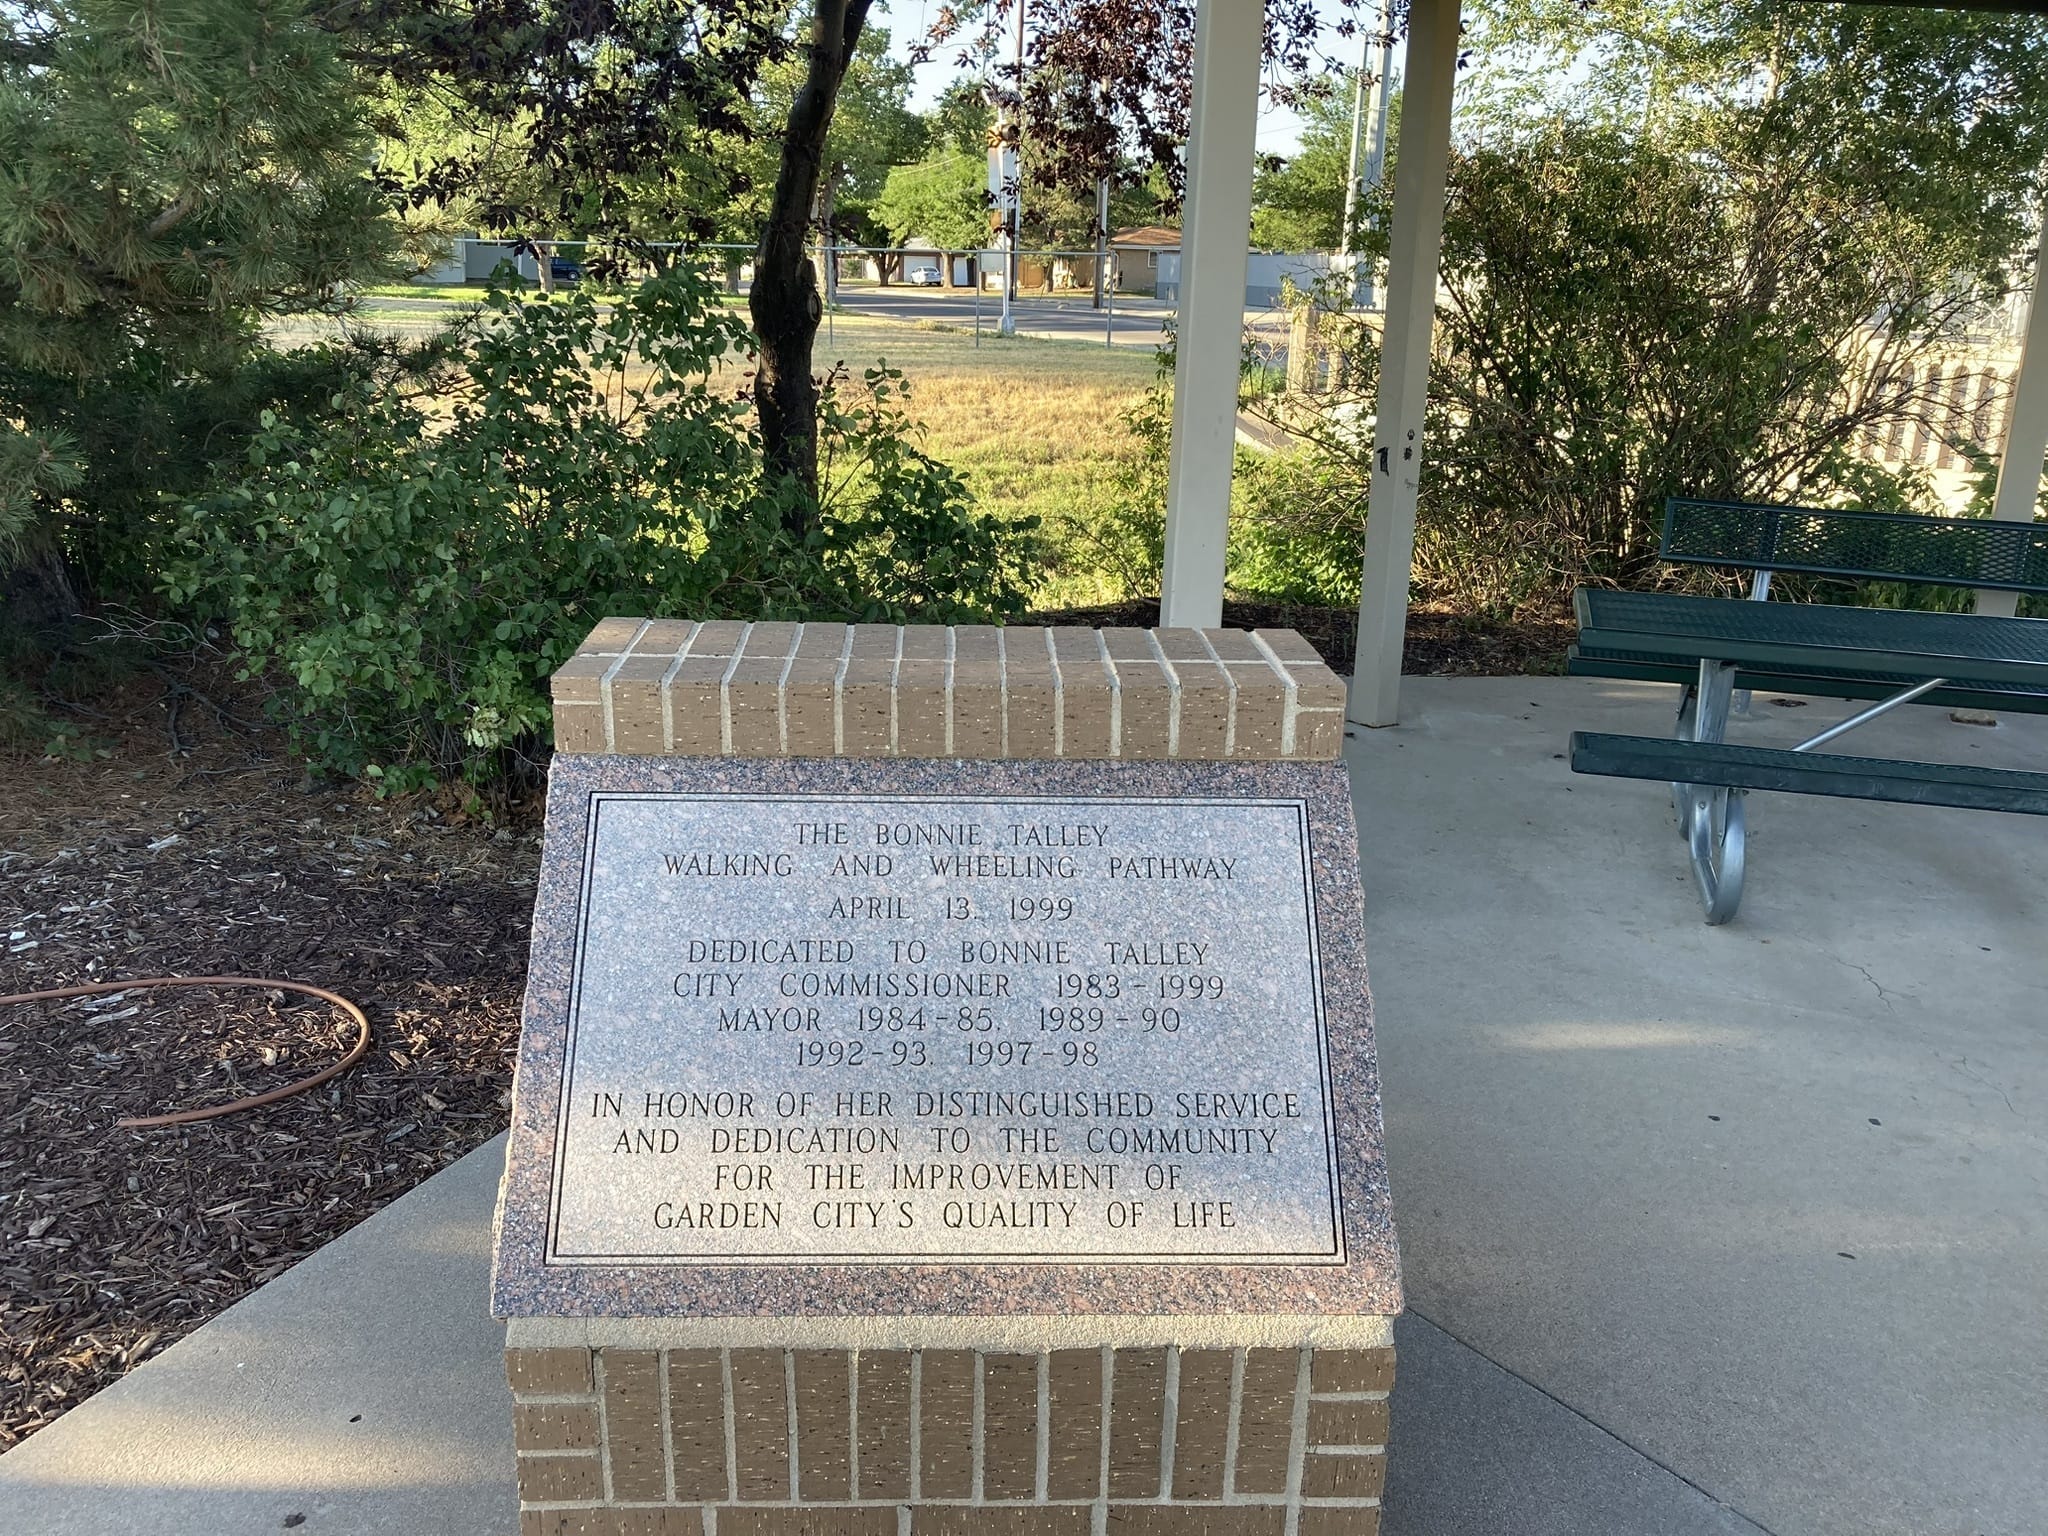 THE BONNIE TALLEY
WALKING AND WHEELING PATHWAY
APRIL 13. 1999
DEDICATED TO BONNIE TALLEY
CITY COMMISSIONER 1983-1999
MAYOR 1984-85. 1989-90
1992-93. 1997-98
IN HONOR OF HER DISTINGUISHED SERVICE
AND DEDICATION TO THE COMMUNITY
FOR THE IMPROVEMENT OF
GARDEN CITY'S QUALITY OF LIFE